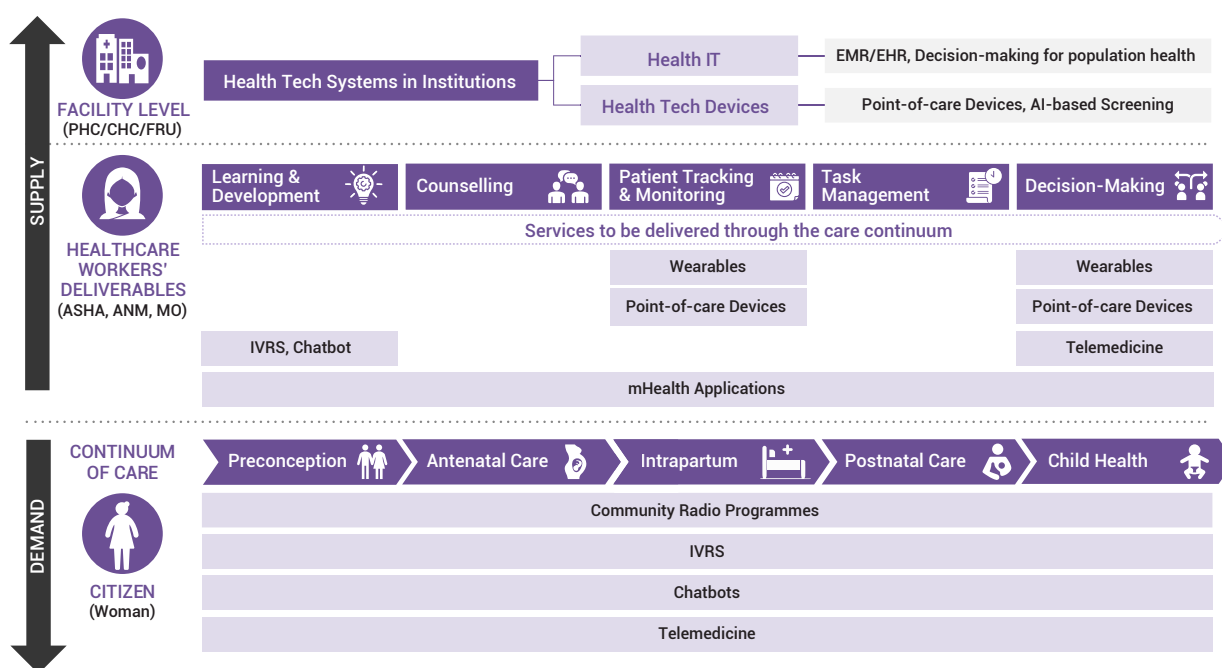 SUPPLY
FACILITY LEVEL
(PHC/CHC/FRU)
Health Tech Systems in Institutions
Health IT
EMR/EHR, Decision-making for population health
Health Tech Devices
Point-of-care Devices, AI-based Screening
HEALTHCARE
WORKERS’
DELIVERABLES
(ASHA, ANM, MO)
Learning &
Development
Counselling
Patient Tracking
& Monitoring
Task
Management
Decision-Making
Services to be delivered through the care continuum
Wearables
Wearables
Point-of-care Devices
Point-of-care Devices
IVRS, Chatbot
Telemedicine
mHealth Applications
DEMAND
CONTINUUM
OF CARE
CITIZEN
(Woman)
Preconception
Antenatal Care
Intrapartum
Postnatal Care
Child Health
Community Radio Programmes
IVRS
Chatbots
Telemedicine